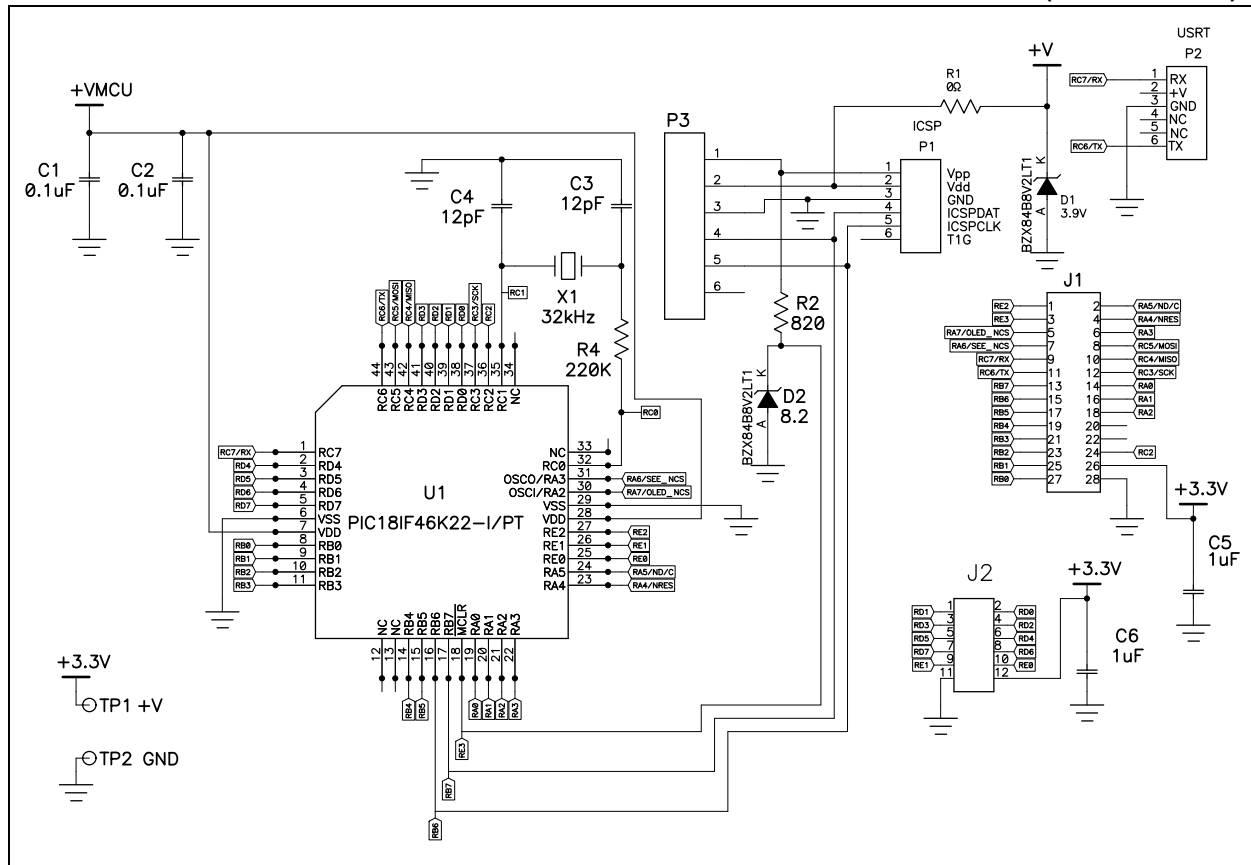 USRT
P2
+V
R1
0Ω
RC7/RX
1 RX
2 +V
3 GND
4 NC
5 NC
6 TX
RC6/TX
+VMCU
C1
0.1uF
C2
0.1uF
C4
12pF
C3
12pF
P3
1
2
3
4
5
6
ICSP
P1
1 Vpp
2 Vdd
3 GND
4 ICSPDAT
5 ICSPCLK
6 T1G
BZX84B8V2LT1
K
A
D1
3.9V
X1
32kHz
RC1
R4
220K
RC0
R2
820
BZX84B8V2LT1
K
A
D2
8.2
RC6/TX
RC5/MOSI
RC4/MISO
RD3
RD2
RD1
RD0
RC3/SCK
RC2
44 43 42 41 40 39 38 37 36 35 34
RC6 RC5 RC4 RD3 RD2 RD1 RD0 RC3 RC2 RC1 NC
U1
PIC18IF46K22-I/PT
RC7/RX 1 RC7
RD4 2 RD4
RD5 3 RD5
RD6 4 RD6
RD7 5 RD7
6 VSS
7 VDD
RB0 8 RB0
RB1 9 RB1
RB2 10 RB2
RB3 11 RB3
NC 33
RC0 32
OSCO/RA3 31 RA6/SEE_NCS
OSCI/RA2 30 RA7/OLED_NCS
VSS 29
VDD 28
RE2 27 RE2
RE1 26 RE1
RE0 25 RE0
RA5 24 RA5/ND/C
RA4 23 RA4/NRES
NC NC RB4 RB5 RB6 RB7 MCLR RA0 RA1 RA2 RA3
12 13 14 15 16 17 18 19 20 21 22
RB4
RB5
RA0
RA1
RA2
RA3
RE3
RB7
RB6
J1
RE2 1 2 RA5/ND/C
RE3 3 4 RA4/NRES
RA7/OLED_NCS 5 6 RA3
RA6/SEE_NCS 7 8 RC5/MOSI
RC7/RX 9 10 RC4/MISO
RC6/TX 11 12 RC3/SCK
RB7 13 14 RA0
RB6 15 16 RA1
RB5 17 18 RA2
RB4 19 20
RB3 21 22
RB2 23 24 RC2
RB1 25 26
RB0 27 28
+3.3V
C5
1uF
J2
RD1 1 2 RD0
RD3 3 4 RD2
RD5 5 6 RD4
RD7 7 8 RD6
RE1 9 10 RE0
11 12
+3.3V
C6
1uF
+3.3V
TP1 +V
TP2 GND